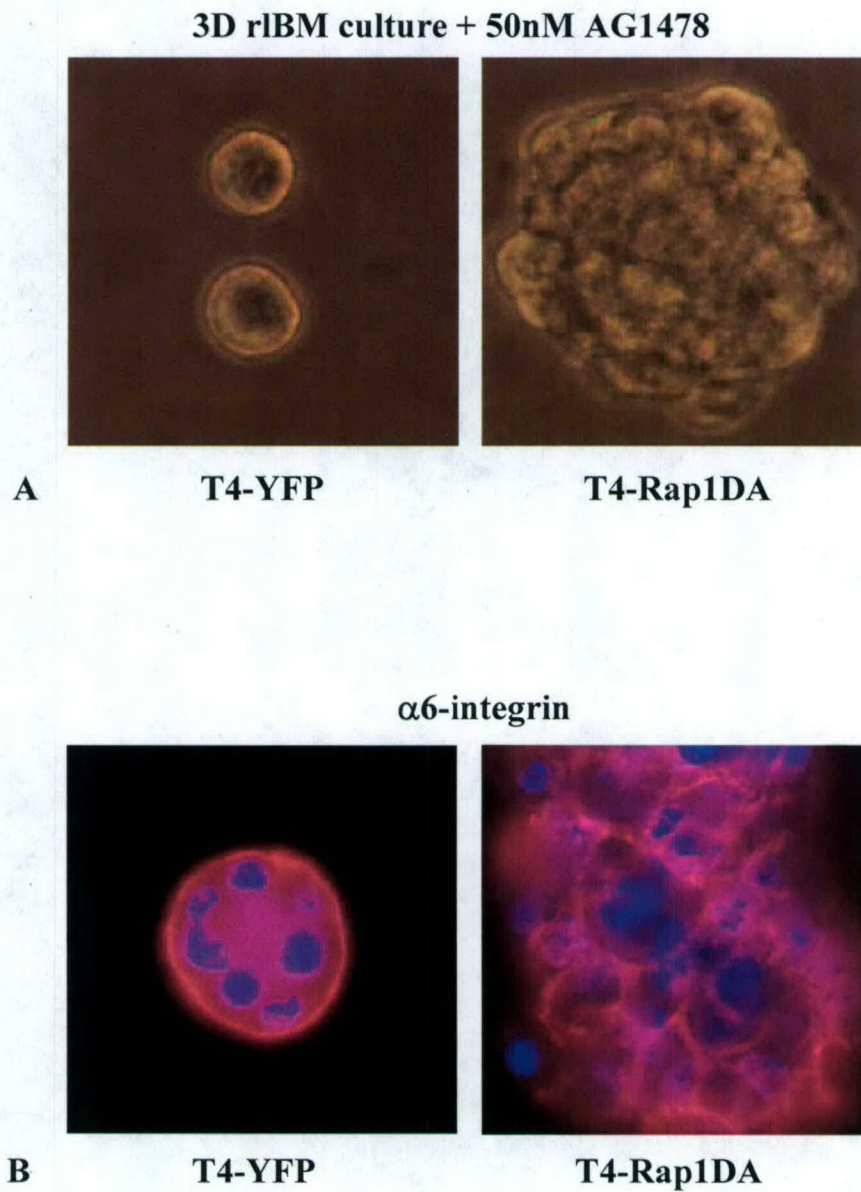 3D rlBM culture + 50nM AG1478
A T4-YFP T4-Rap1DA
α6-integrin
B T4-YFP T4-Rap1DA